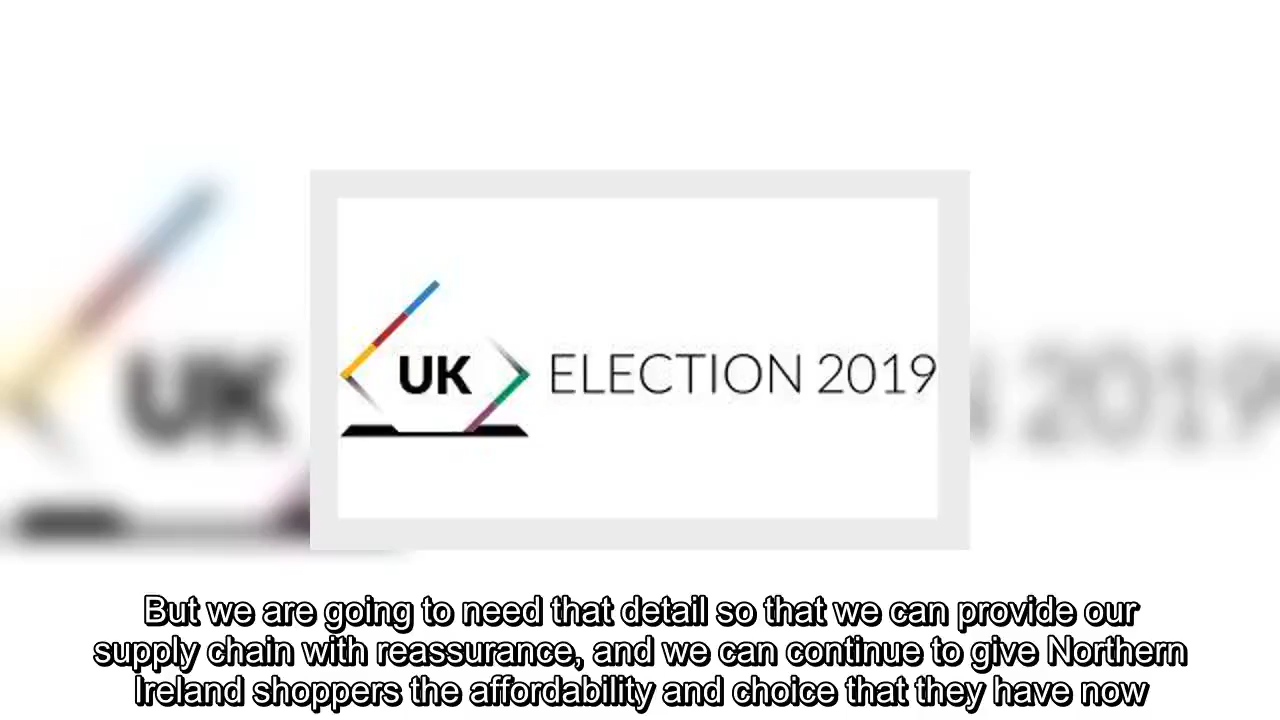 UK ELECTION 2019
But we are going to need that detail so that we can provide our
supply chain with reassurance, and we can continue to give Northern
Ireland shoppers the affordability and choice that they have now